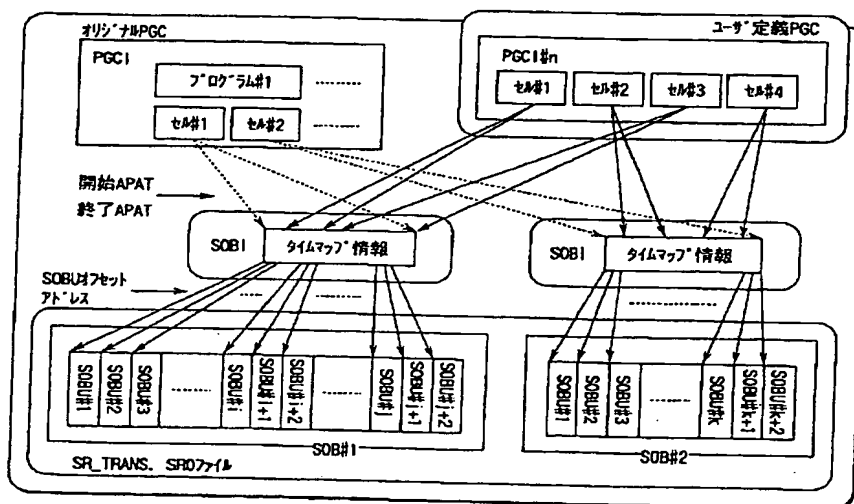 オリジナルPGC
PGCI
プログラム#1
セル#1
セル#2
ユーザ定義PGC
PGCI#n
セル#1
セル#2
セル#3
セル#4
開始APAT
終了APAT
SOBI
タイムマップ情報
SOBI
タイムマップ情報
SOBUオフセット
アドレス
SOBU#1
SOBU#2
SOBU#3
SOBU#i
SOBU#i+1
SOBU#i+2
SOBU#j
SOBU#j+1
SOBU#j+2
SOB#1
SOBU#1
SOBU#2
SOBU#3
SOBU#k
SOBU#k+1
SOBU#k+2
SOB#2
SR_TRANS. SROファイル